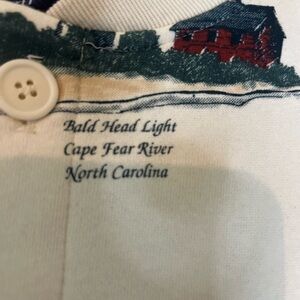 Bald Head Light
Cape Fear River
North Carolina